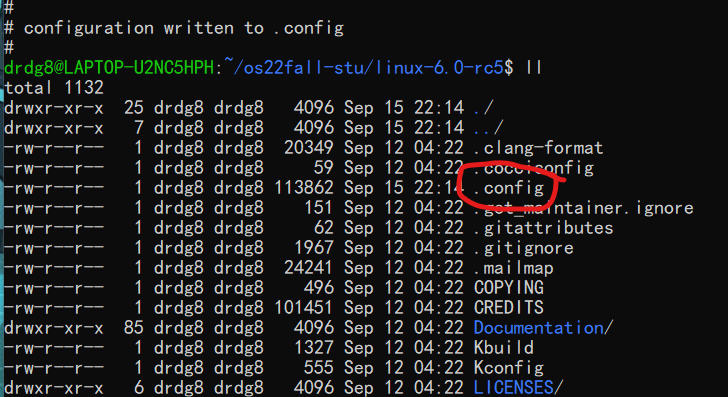 #
# configuration written to .config
#
drdg8@LAPTOP-U2NC5HPH:~/os22fall-stu/linux-6.0-rc5$ ll
total 1132
drwxr-xr-x 25 drdg8 drdg8 4096 Sep 15 22:14 ./
drwxr-xr-x 7 drdg8 drdg8 4096 Sep 15 22:14 ../
-rw-r--r-- 1 drdg8 drdg8 20349 Sep 12 04:22 .clang-format
-rw-r--r-- 1 drdg8 drdg8 59 Sep 12 04:22 .cocciconfig
-rw-r--r-- 1 drdg8 drdg8 113862 Sep 15 22:14 .config
-rw-r--r-- 1 drdg8 drdg8 151 Sep 12 04:22 .get_maintainer.ignore
-rw-r--r-- 1 drdg8 drdg8 62 Sep 12 04:22 .gitattributes
-rw-r--r-- 1 drdg8 drdg8 1967 Sep 12 04:22 .gitignore
-rw-r--r-- 1 drdg8 drdg8 24241 Sep 12 04:22 .mailmap
-rw-r--r-- 1 drdg8 drdg8 496 Sep 12 04:22 COPYING
-rw-r--r-- 1 drdg8 drdg8 101451 Sep 12 04:22 CREDITS
drwxr-xr-x 85 drdg8 drdg8 4096 Sep 12 04:22 Documentation/
-rw-r--r-- 1 drdg8 drdg8 1327 Sep 12 04:22 Kbuild
-rw-r--r-- 1 drdg8 drdg8 555 Sep 12 04:22 Kconfig
drwxr-xr-x 6 drdg8 drdg8 4096 Sep 12 04:22 LICENSES/